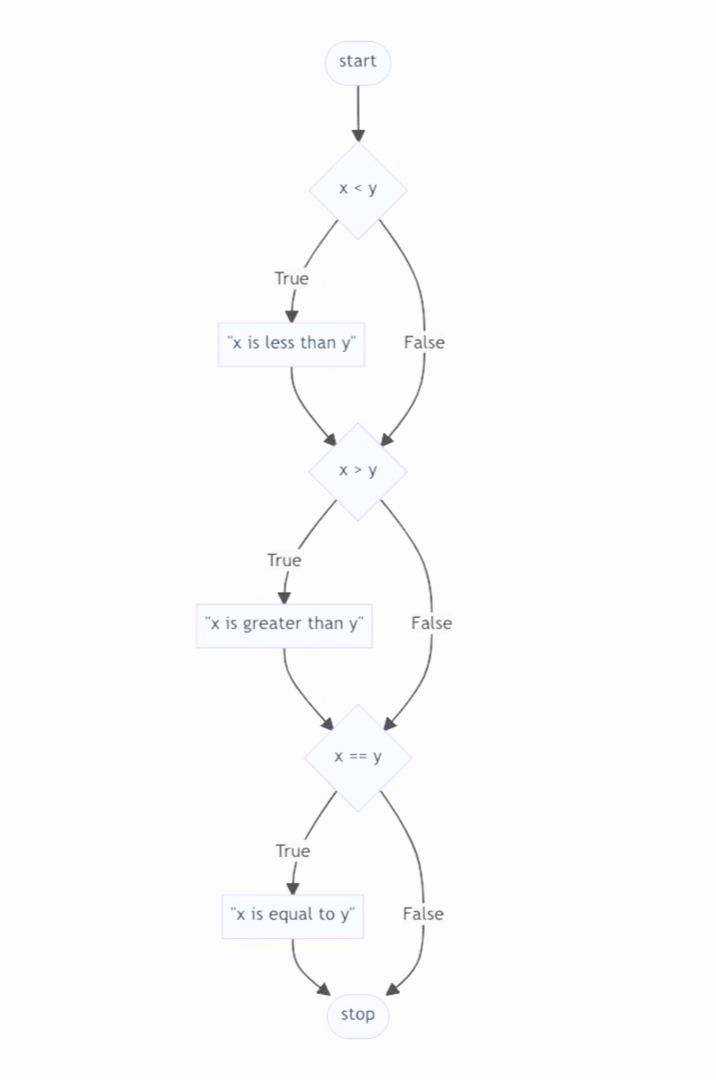 start
x < y
True
"x is less than y"
False
x > y
True
"x is greater than y"
False
x == y
True
"x is equal to y"
False
stop